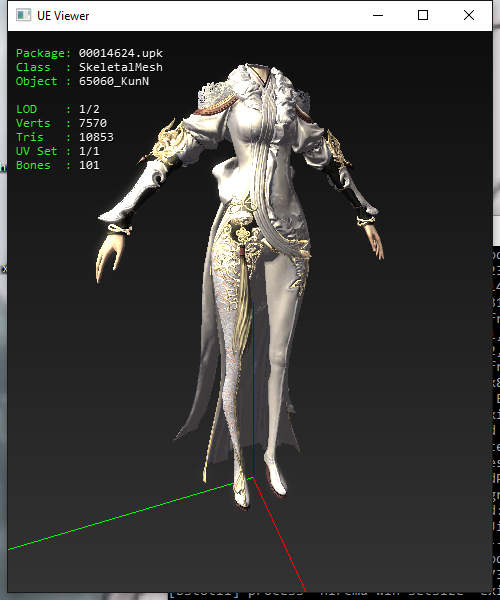 UE Viewer
Package: 00014624.upk
Class : SkeletalMesh
Object : 65060_KunN
LOD : 1/2
Verts : 7570
Tris : 10853
UV Set : 1/1
Bones : 101